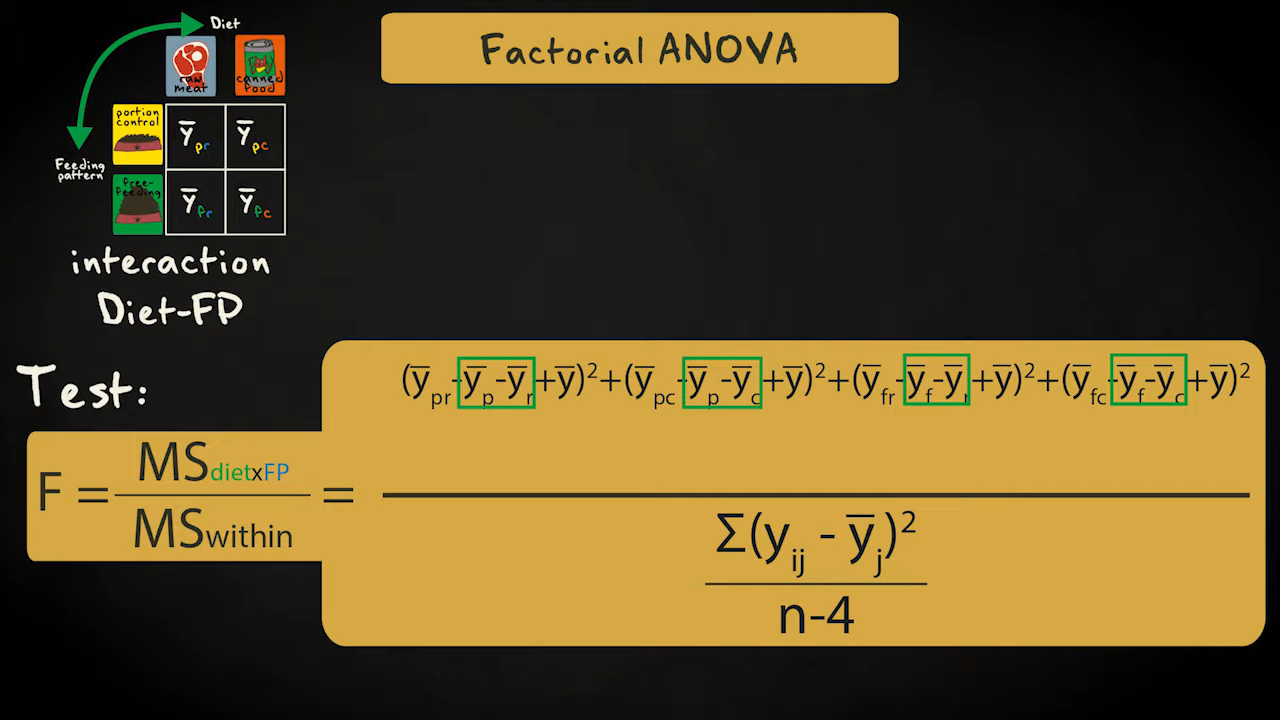 Factorial ANOVA
Diet
raw meat
canned food
Feeding pattern
portion control
ȳpr ȳpc
free-feeding
ȳfr ȳfc
interaction
Diet-FP
Test:
F = MSdietxFP / MSwithin =
(ȳpr-ȳp-ȳr+ȳ)²+(ȳpc-ȳp-ȳc+ȳ)²+(ȳfr-ȳf-ȳr+ȳ)²+(ȳfc-ȳf-ȳc+ȳ)²
Σ(yij - ȳj)²
n-4